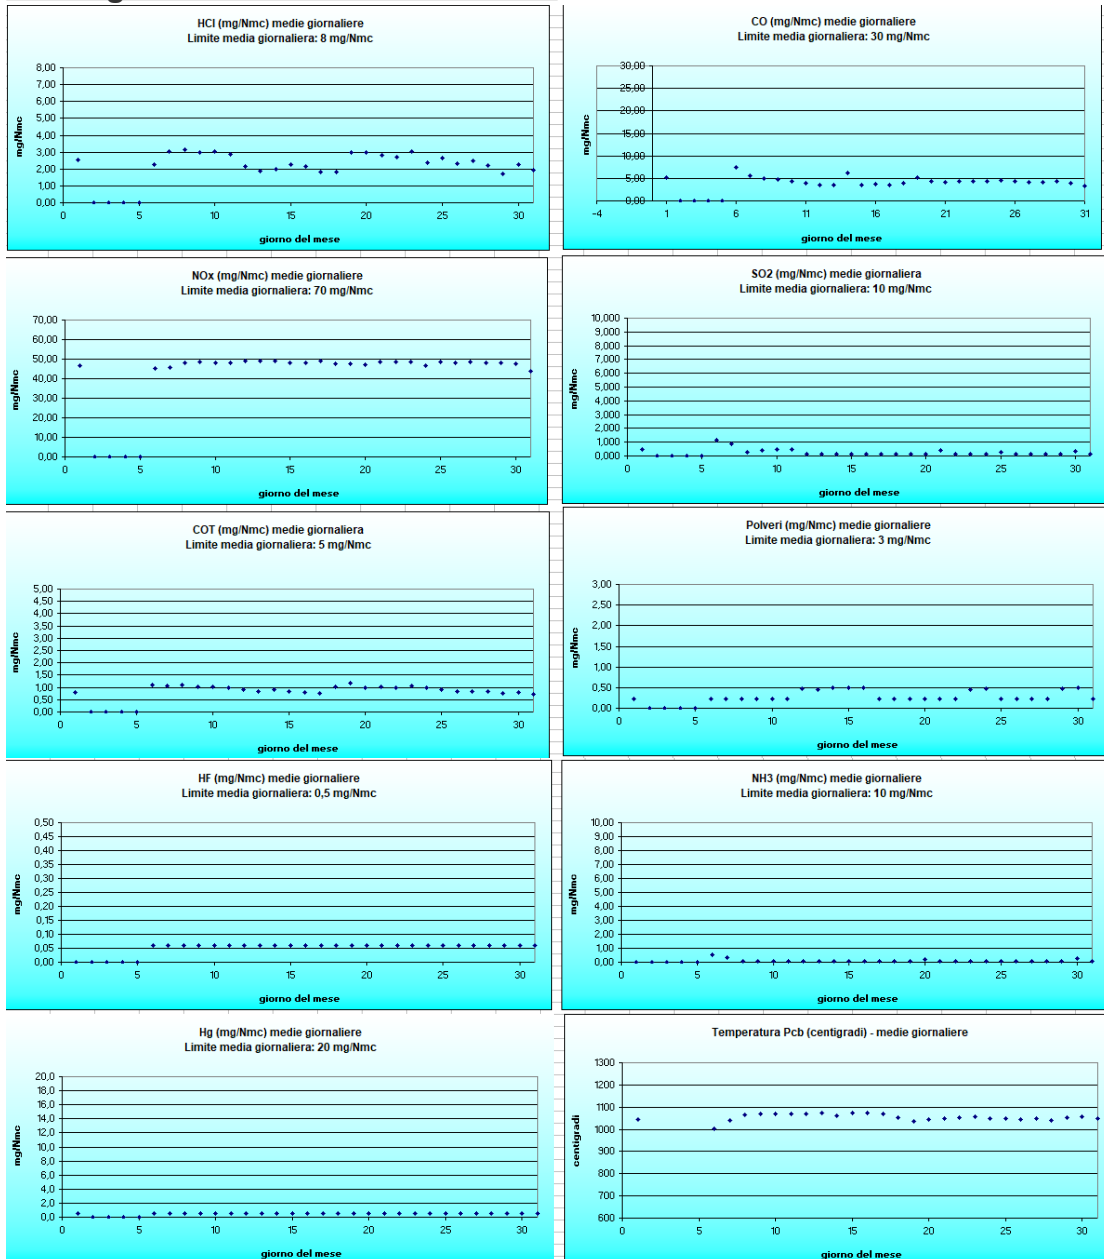 HCl (mg/Nmc) medie giornaliere
Limite media giornaliera: 8 mg/Nmc
8,00
7,00
6,00
5,00
4,00
3,00
2,00
1,00
0,00
mg/Nmc
0 5 10 15 20 25 30
giorno del mese
CO (mg/Nmc) medie giornaliere
Limite media giornaliera: 30 mg/Nmc
30,00
25,00
20,00
15,00
10,00
5,00
0,00
mg/Nmc
-4 1 6 11 16 21 26 31
giorno del mese
NOx (mg/Nmc) medie giornaliere
Limite media giornaliera: 70 mg/Nmc
70,00
60,00
50,00
40,00
30,00
20,00
10,00
0,00
mg/Nmc
0 5 10 15 20 25 30
giorno del mese
SO2 (mg/Nmc) medie giornaliera
Limite media giornaliera: 10 mg/Nmc
10,000
9,000
8,000
7,000
6,000
5,000
4,000
3,000
2,000
1,000
0,000
mg/Nmc
0 5 10 15 20 25 30
giorno del mese
COT (mg/Nmc) medie giornaliera
Limite media giornaliera: 5 mg/Nmc
5,00
4,50
4,00
3,50
3,00
2,50
2,00
1,50
1,00
0,50
0,00
mg/Nmc
0 5 10 15 20 25 30
giorno del mese
Polveri (mg/Nmc) medie giornaliere
Limite media giornaliera: 3 mg/Nmc
3,00
2,50
2,00
1,50
1,00
0,50
0,00
mg/Nmc
0 5 10 15 20 25 30
giorno del mese
HF (mg/Nmc) medie giornaliere
Limite media giornaliera: 0,5 mg/Nmc
0,50
0,45
0,40
0,35
0,30
0,25
0,20
0,15
0,10
0,05
0,00
mg/Nmc
0 5 10 15 20 25 30
giorno del mese
NH3 (mg/Nmc) medie giornaliere
Limite media giornaliera: 10 mg/Nmc
10,00
9,00
8,00
7,00
6,00
5,00
4,00
3,00
2,00
1,00
0,00
mg/Nmc
0 5 10 15 20 25 30
giorno del mese
Hg (mg/Nmc) medie giornaliere
Limite media giornaliera: 20 mg/Nmc
20,0
18,0
16,0
14,0
12,0
10,0
8,0
6,0
4,0
2,0
0,0
mg/Nmc
0 5 10 15 20 25 30
giorno del mese
Temperatura Pcb (centigradi) - medie giornaliere
1300
1200
1100
1000
900
800
700
600
centigradi
0 5 10 15 20 25 30
giorno del mese